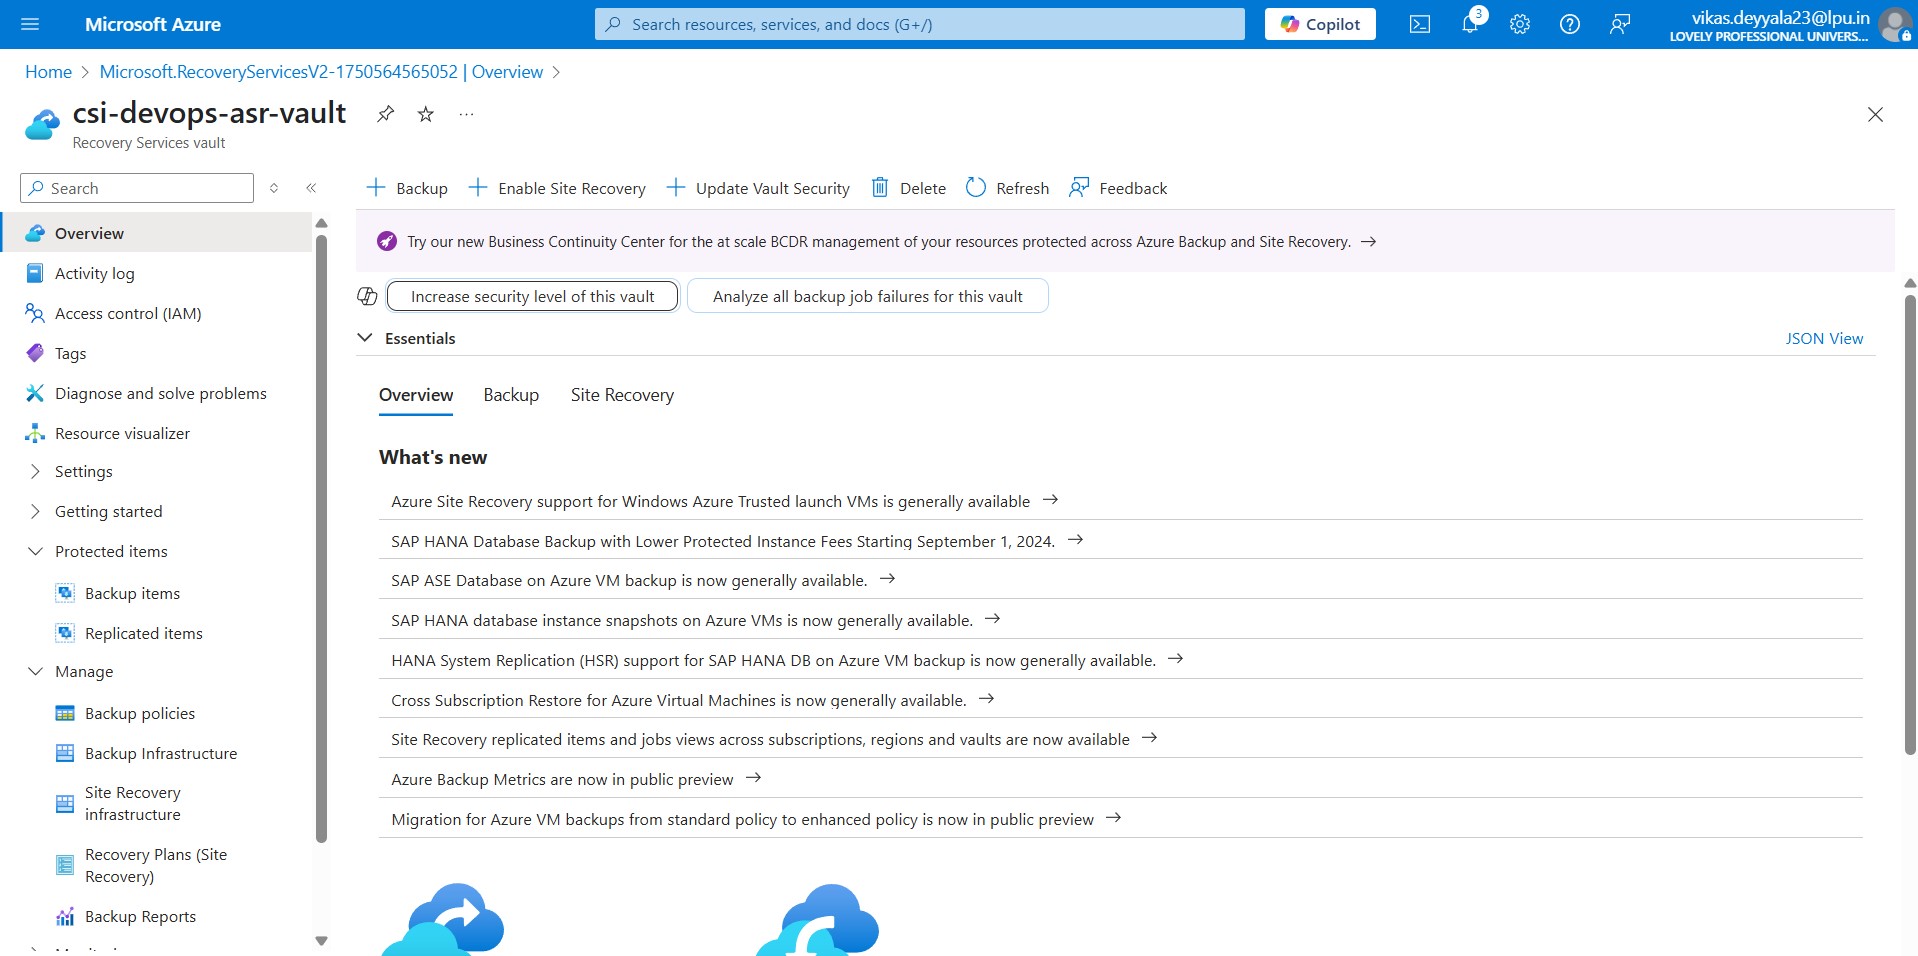 Microsoft Azure
Search resources, services, and docs (G+/)
Copilot
3
vikas.deyyala23@lpu.in
LOVELY PROFESSIONAL UNIVERS...
Home > Microsoft.RecoveryServicesV2-1750564565052 | Overview >
csi-devops-asr-vault
...
Recovery Services vault
Search
Backup
Enable Site Recovery
Update Vault Security
Delete
Refresh
Feedback
Overview
Activity log
Access control (IAM)
Tags
Diagnose and solve problems
Resource visualizer
Settings
Getting started
Protected items
Backup items
Replicated items
Manage
Backup policies
Backup Infrastructure
Site Recovery
infrastructure
Recovery Plans (Site
Recovery)
Backup Reports
Try our new Business Continuity Center for the at scale BCDR management of your resources protected across Azure Backup and Site Recovery. →
Increase security level of this vault
Analyze all backup job failures for this vault
Essentials
JSON View
Overview
Backup
Site Recovery
What's new
Azure Site Recovery support for Windows Azure Trusted launch VMs is generally available →
SAP HANA Database Backup with Lower Protected Instance Fees Starting September 1, 2024. →
SAP ASE Database on Azure VM backup is now generally available. →
SAP HANA database instance snapshots on Azure VMs is now generally available. →
HANA System Replication (HSR) support for SAP HANA DB on Azure VM backup is now generally available. →
Cross Subscription Restore for Azure Virtual Machines is now generally available. →
Site Recovery replicated items and jobs views across subscriptions, regions and vaults are now available →
Azure Backup Metrics are now in public preview →
Migration for Azure VM backups from standard policy to enhanced policy is now in public preview →